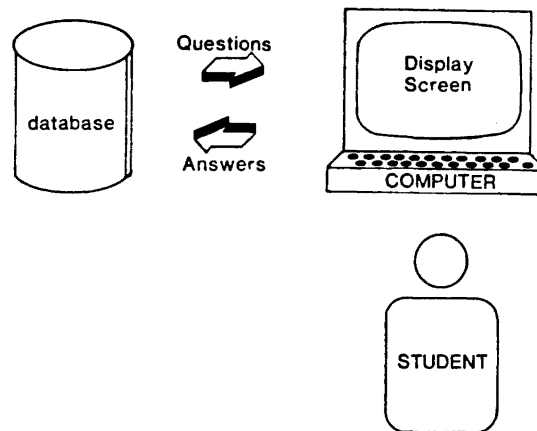 Questions
Display
Screen
database
Answers
COMPUTER
STUDENT